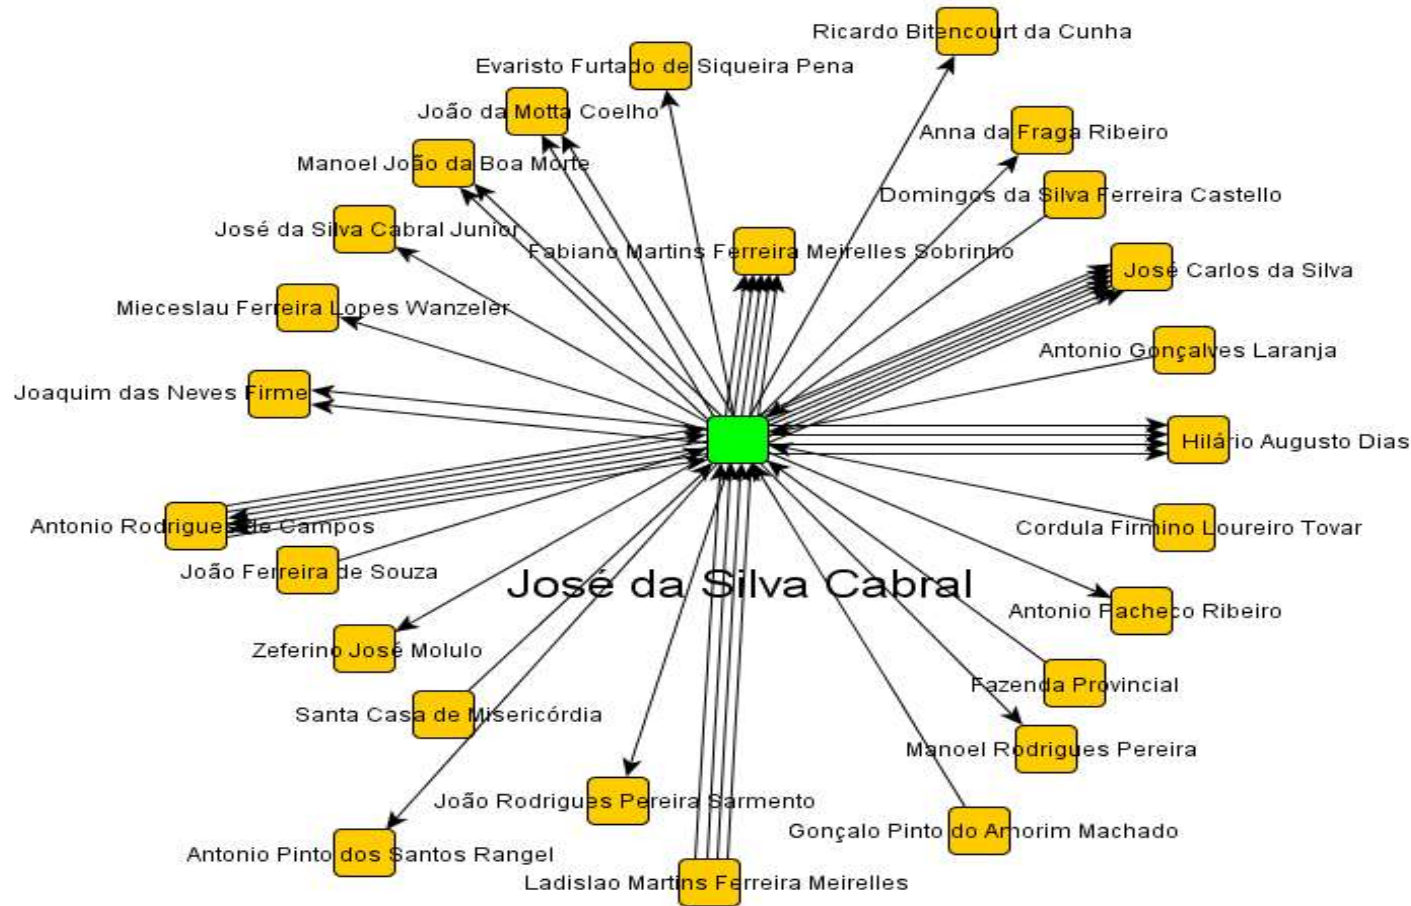 Ricardo Bitencourt da Cunha
Evaristo Furtado de Siqueira Pena
João da Motta Coelho
Anna da Fraga Ribeiro
Manoel João da Boa Morte
Domingos da Silva Ferreira Castello
José da Silva Cabral Junior
Fabiano Martins Ferreira Meirelles Sobrinho
José Carlos da Silva
Mieceslau Ferreira Lopes Wanzeler
Antonio Gonçalves Laranja
Joaquim das Neves Firme
Hilário Augusto Dias
Antonio Rodrigues de Campos
Cordula Firmino Loureiro Tovar
João Ferreira de Souza
José da Silva Cabral
Antonio Pacheco Ribeiro
Zeferino José Molulo
Fazenda Provincial
Santa Casa de Misericórdia
Manoel Rodrigues Pereira
João Rodrigues Pereira Sarmento
Gonçalo Pinto do Amorim Machado
Antonio Pinto dos Santos Rangel
Ladislao Martins Ferreira Meirelles